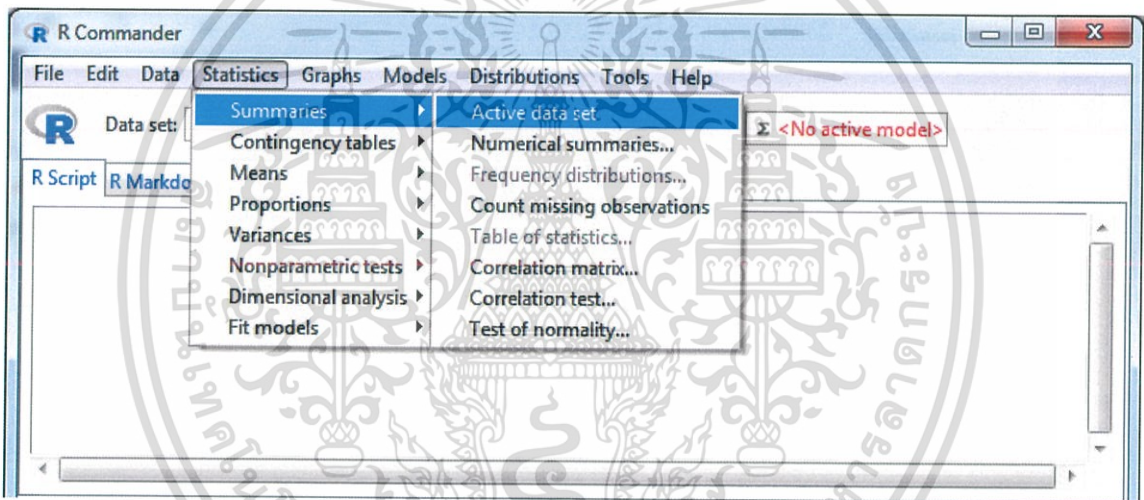 R Commander
File Edit Data Statistics Graphs Models Distributions Tools Help
R Data set: Σ <No active model>
Summaries Active data set
Contingency tables Numerical summaries...
Means Frequency distributions...
Proportions Count missing observations
Variances Table of statistics...
Nonparametric tests Correlation matrix...
Dimensional analysis Correlation test...
Fit models Test of normality...
R Script R Markdo